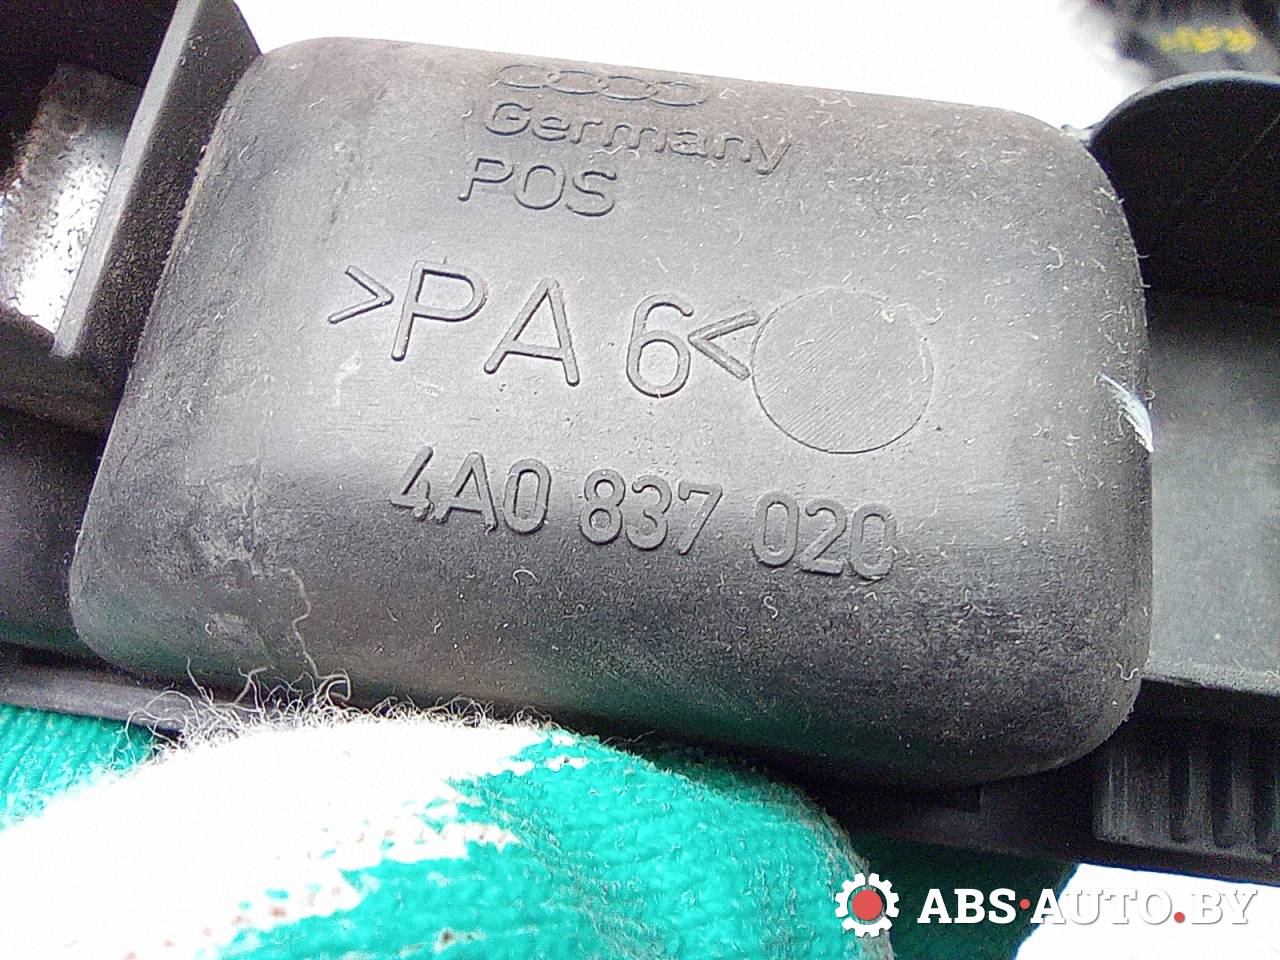 Germany
POS
>PA 6<
4A0 837 020
ABS·AUTO.BY